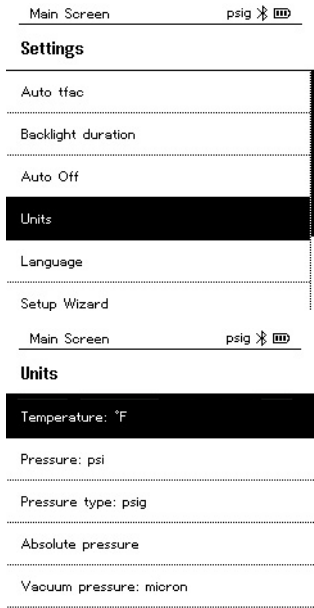 Main Screen psig
Settings
Auto tfac
Backlight duration
Auto Off
Units
Language
Setup Wizard
Main Screen psig
Units
Temperature: °F
Pressure: psi
Pressure type: psig
Absolute pressure
Vacuum pressure: micron